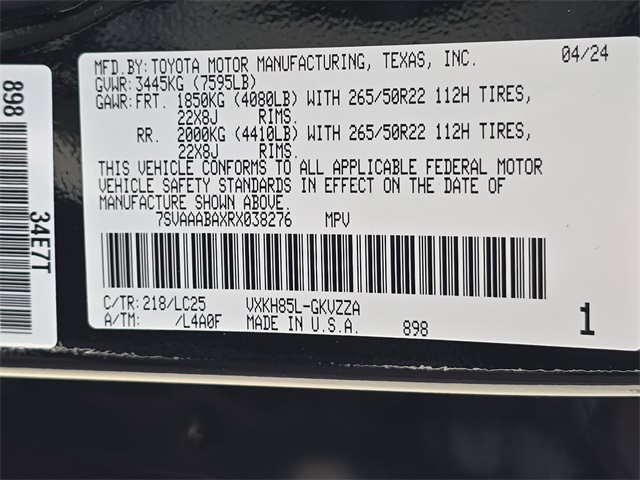 MFD.BY:TOYOTA MOTOR MANUFACTURING, TEXAS, INC. 04/24
GVWR:3445KG (7595LB)
GAWR:FRT. 1850KG (4080LB) WITH 265/50R22 112H TIRES,
22X8J RIMS.
RR. 2000KG (4410LB) WITH 265/50R22 112H TIRES,
22X8J RIMS.
THIS VEHICLE CONFORMS TO ALL APPLICABLE FEDERAL MOTOR
VEHICLE SAFETY STANDARDS IN EFFECT ON THE DATE OF
MANUFACTURE SHOWN ABOVE.
7SVAAABAXRX038276 MPV
C/TR:218/LC25 VXKH85L-GKVZZA
A/TM: /L4A0F MADE IN U.S.A. 898 1
898
34E7T